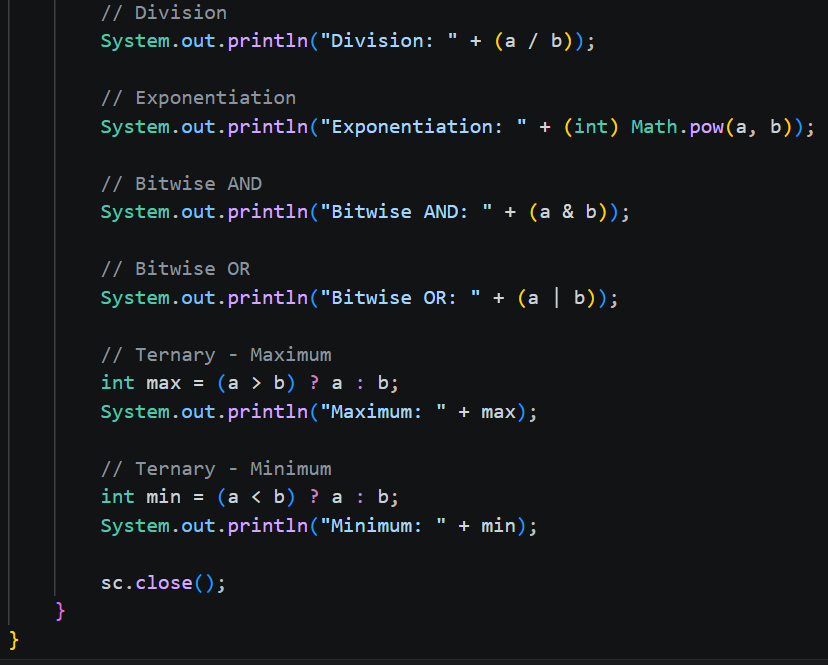 // Division
System.out.println("Division: " + (a / b));
// Exponentiation
System.out.println("Exponentiation: " + (int) Math.pow(a, b));
// Bitwise AND
System.out.println("Bitwise AND: " + (a & b));
// Bitwise OR
System.out.println("Bitwise OR: " + (a | b));
// Ternary - Maximum
int max = (a > b) ? a : b;
System.out.println("Maximum: " + max);
// Ternary - Minimum
int min = (a < b) ? a : b;
System.out.println("Minimum: " + min);
sc.close();
}
}